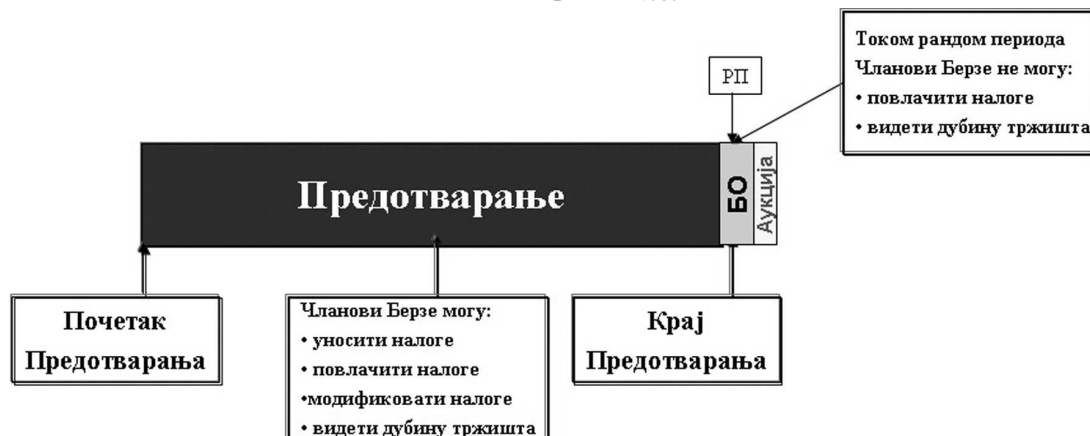 Током рандом периода
Чланови Берзе не могу:
• повлачити налоге
• видети дубину тржишта
РП
Предотварање
БО
Аукција
Почетак
Предотварања
Чланови Берзе могу:
• уносити налоге
• повлачити налоге
•модификовати налоге
• видети дубину тржишта
Крај
Предотварања